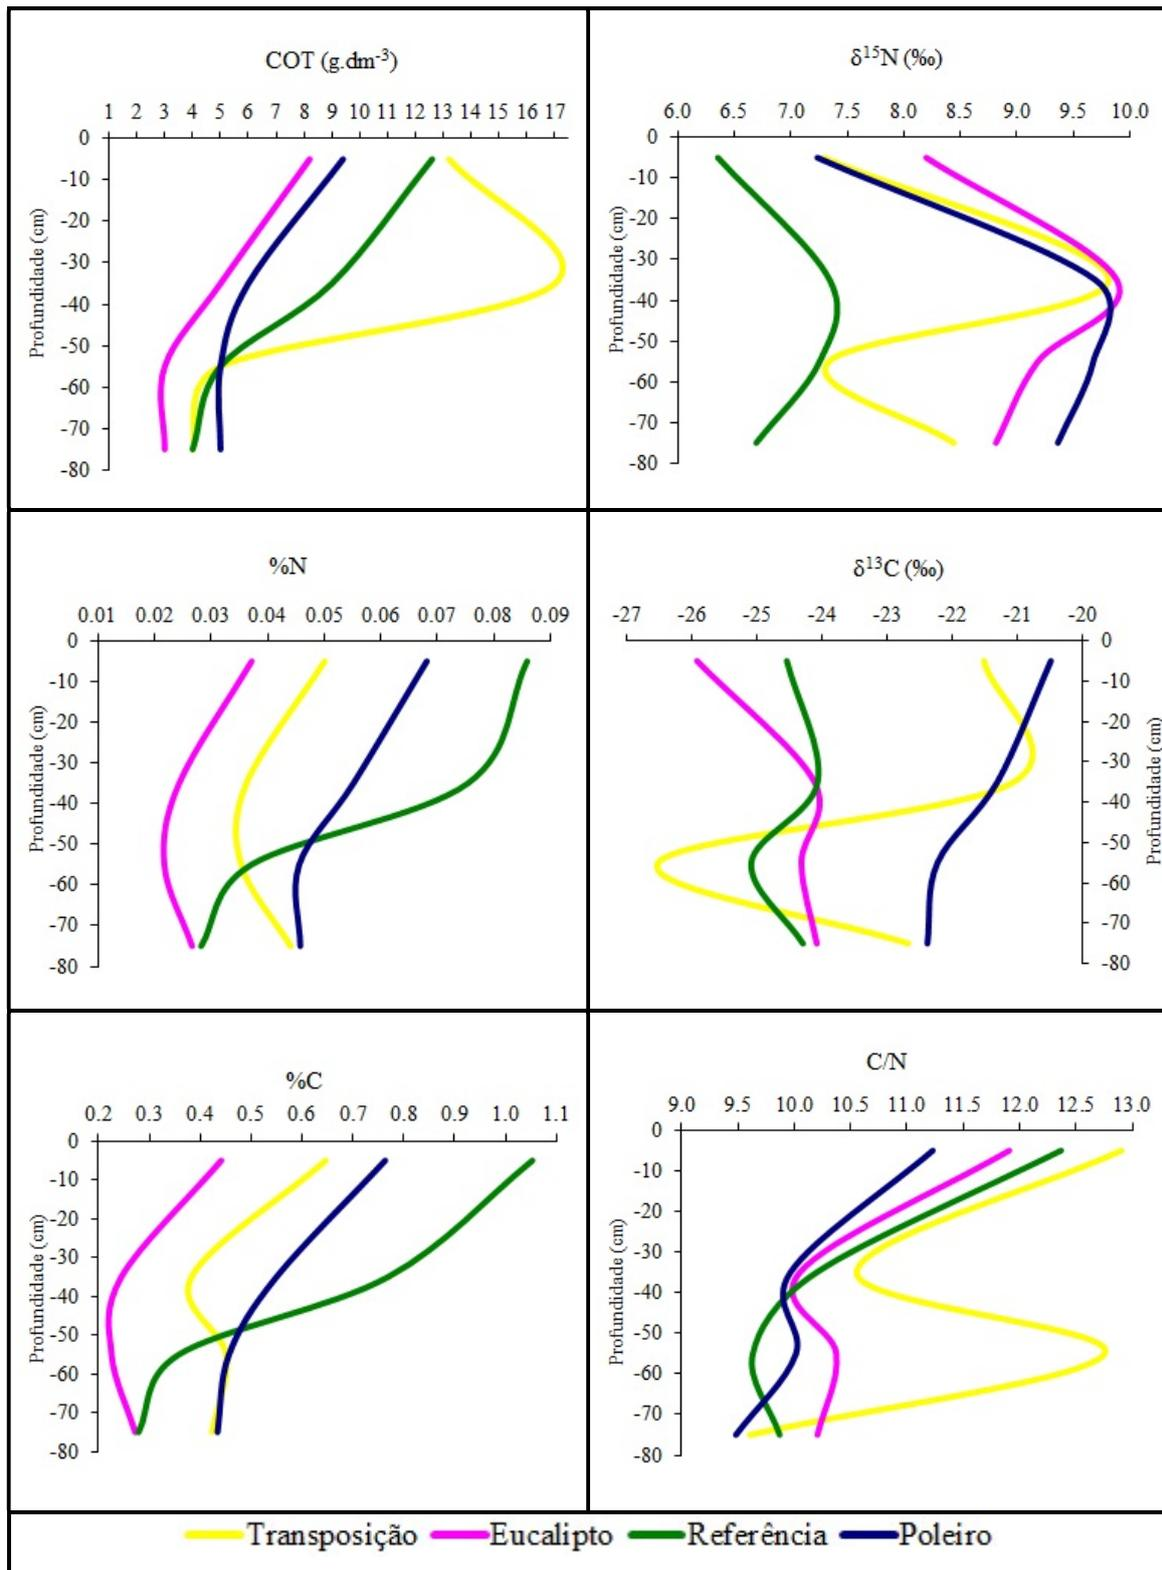 COT (g.dm⁻³)
1 2 3 4 5 6 7 8 9 10 11 12 13 14 15 16 17
0
-10
-20
-30
-40
-50
-60
-70
-80
Profundidade (cm)
δ¹⁵N (‰)
6.0 6.5 7.0 7.5 8.0 8.5 9.0 9.5 10.0
0
-10
-20
-30
-40
-50
-60
-70
-80
Profundidade (cm)
%N
0.01 0.02 0.03 0.04 0.05 0.06 0.07 0.08 0.09
0
-10
-20
-30
-40
-50
-60
-70
-80
Profundidade (cm)
δ¹³C (‰)
-27 -26 -25 -24 -23 -22 -21 -20
0
-10
-20
-30
-40
-50
-60
-70
-80
Profundidade (cm)
%C
0.2 0.3 0.4 0.5 0.6 0.7 0.8 0.9 1.0 1.1
0
-10
-20
-30
-40
-50
-60
-70
-80
Profundidade (cm)
C/N
9.0 9.5 10.0 10.5 11.0 11.5 12.0 12.5 13.0
0
-10
-20
-30
-40
-50
-60
-70
-80
Profundidade (cm)
Transposição Eucalipto Referência Poleiro